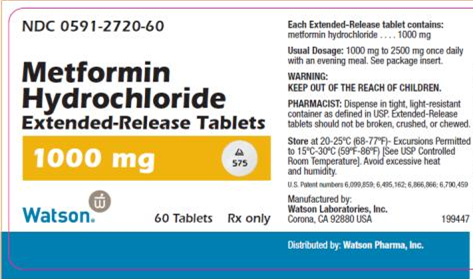 NDC 0591-2720-60
Metformin
Hydrochloride
Extended-Release Tablets
1000 mg
575
Watson®
60 Tablets Rx only
Each Extended-Release tablet contains:
metformin hydrochloride . . . . 1000 mg
Usual Dosage: 1000 mg to 2500 mg once daily
with an evening meal. See package insert.
WARNING:
KEEP OUT OF THE REACH OF CHILDREN.
PHARMACIST: Dispense in tight, light-resistant
container as defined in USP. Extended-Release
tablets should not be broken, crushed, or chewed.
Store at 20-25°C (68-77°F)- Excursions Permitted
to 15°C-30°C (59°F-86°F) [See USP Controlled
Room Temperature]. Avoid excessive heat
and humidity.
U.S. Patent numbers 6,099,859; 6,495,162; 6,866,866; 6,790,459
Manufactured by:
Watson Laboratories, Inc.
Corona, CA 92880 USA 199447
Distributed by: Watson Pharma, Inc.